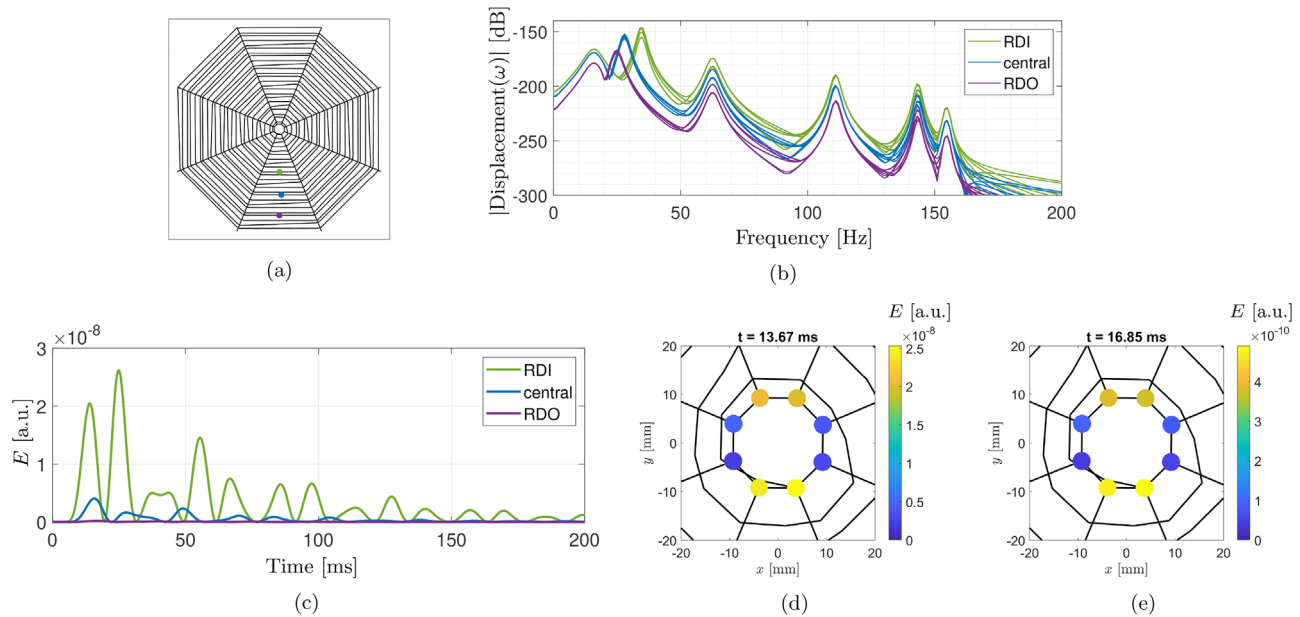 (a)
|Displacement(ω)| [dB]
-150
-200
-250
-300
0 50 100 150 200
Frequency [Hz]
RDI
central
RDO
(b)
×10⁻⁸
E [a.u.]
3
2
1
0
0 50 100 150 200
Time [ms]
RDI
central
RDO
(c)
t = 13.67 ms
y [mm]
20
10
0
-10
-20
-20 -10 0 10 20
x [mm]
E [a.u.]
×10⁻⁸
2.5
2
1.5
1
0.5
0
(d)
t = 16.85 ms
y [mm]
20
10
0
-10
-20
-20 -10 0 10 20
x [mm]
E [a.u.]
×10⁻¹⁰
4
3
2
1
0
(e)